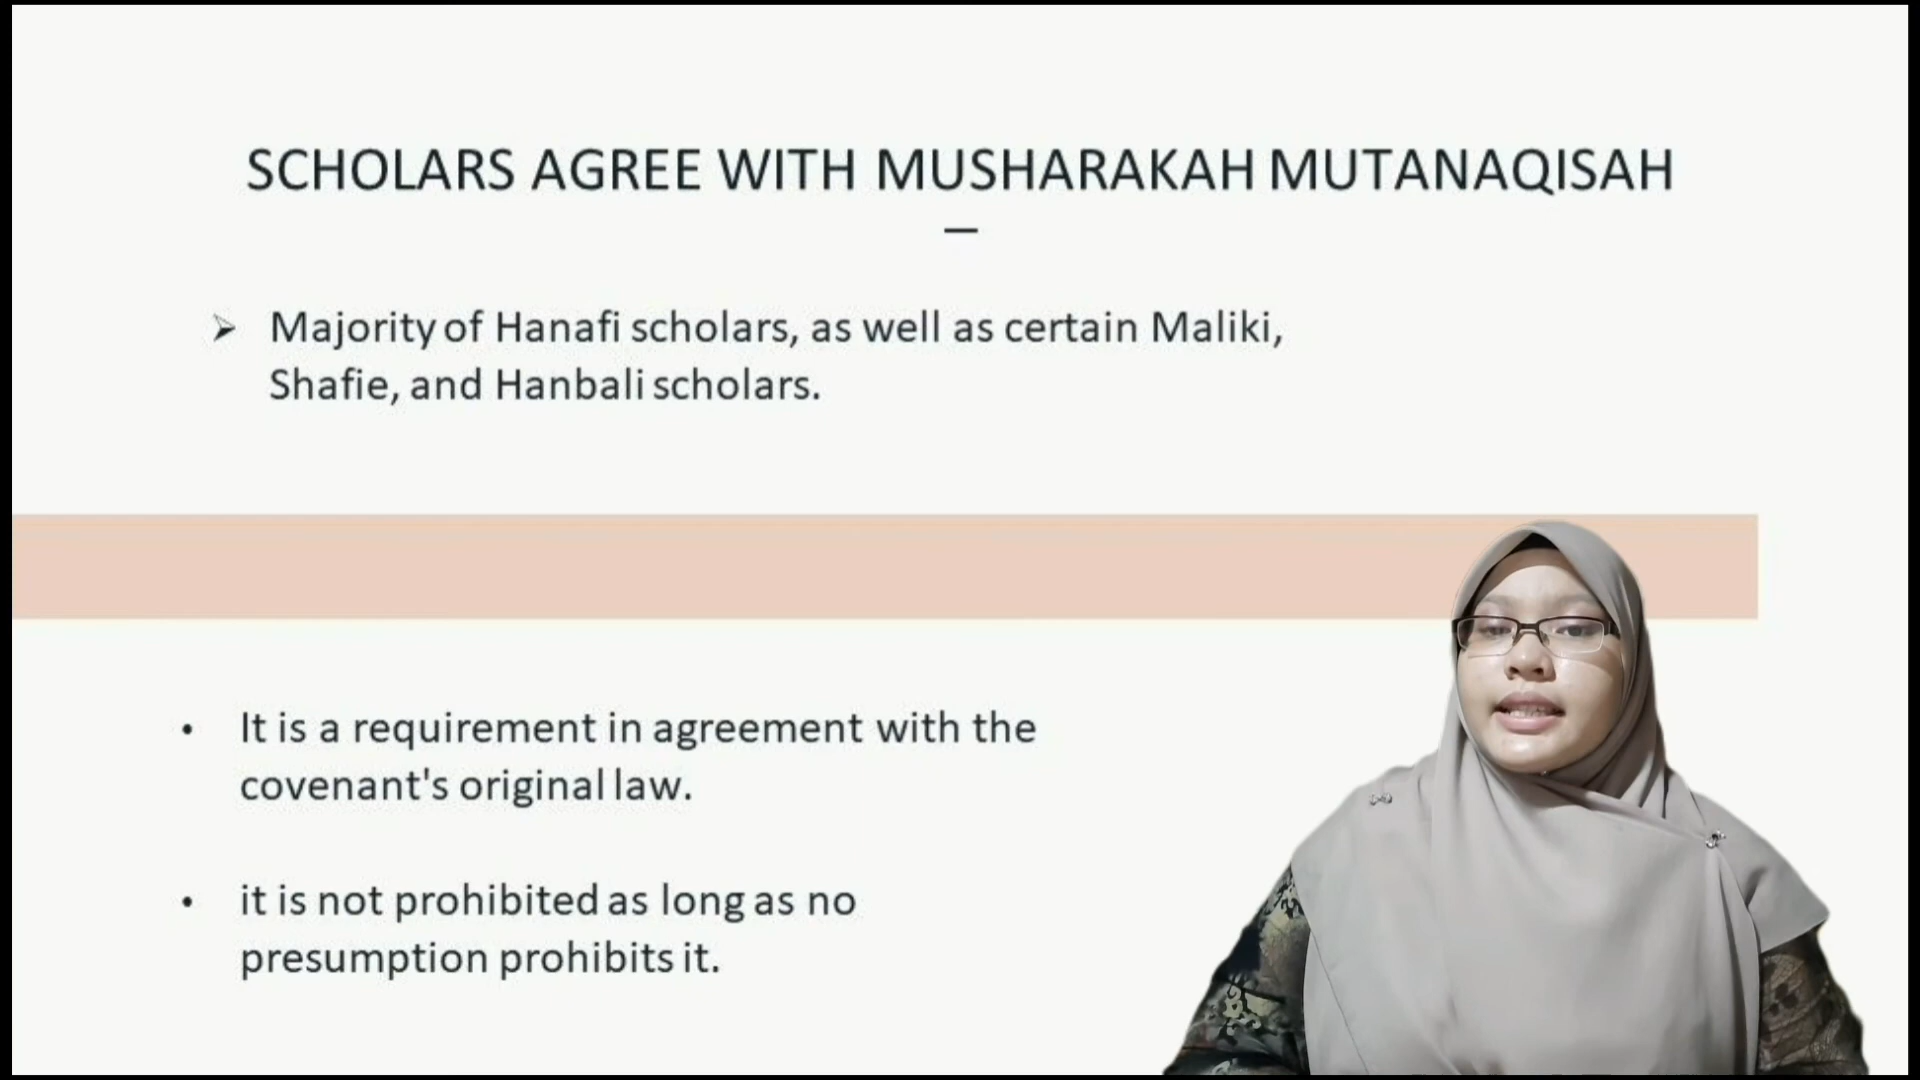 SCHOLARS AGREE WITH MUSHARAKAH MUTANAQISAH
Majority of Hanafi scholars, as well as certain Maliki,
Shafie, and Hanbali scholars.
It is a requirement in agreement with the
covenant's original law.
it is not prohibited as long as no
presumption prohibits it.